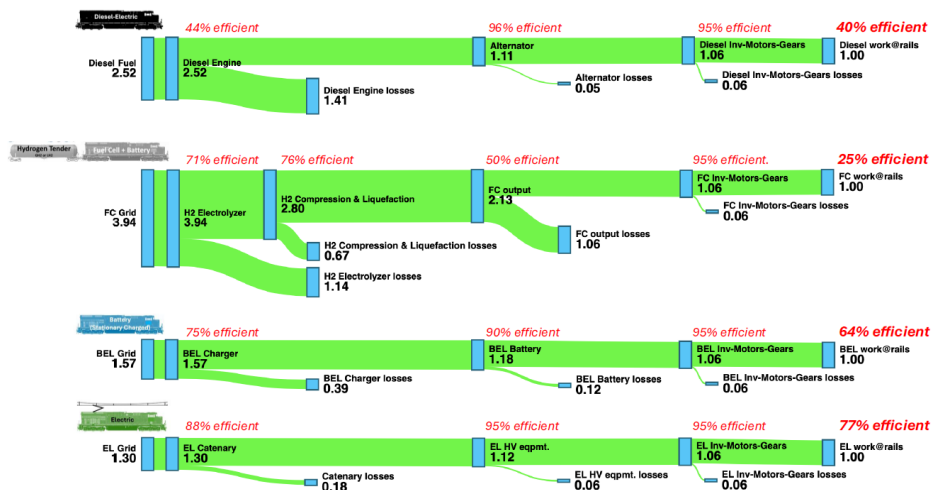 Diesel-Electric
44% efficient
96% efficient
95% efficient
40% efficient
Diesel Fuel
2.52
Diesel Engine
2.52
Diesel Engine losses
1.41
Alternator
1.11
Alternator losses
0.05
Diesel Inv-Motors-Gears
1.06
Diesel Inv-Motors-Gears losses
0.06
Diesel work@rails
1.00
Hydrogen Tender
Fuel Cell + Battery
71% efficient
76% efficient
50% efficient
95% efficient.
25% efficient
FC Grid
3.94
H2 Electrolyzer
3.94
H2 Compression & Liquefaction
2.80
H2 Compression & Liquefaction losses
0.67
H2 Electrolyzer losses
1.14
FC output
2.13
FC output losses
1.06
FC Inv-Motors-Gears
1.06
FC Inv-Motors-Gears losses
0.06
FC work@rails
1.00
Battery
(Stationary Charged)
75% efficient
90% efficient
95% efficient
64% efficient
BEL Grid
1.57
BEL Charger
1.57
BEL Charger losses
0.39
BEL Battery
1.18
BEL Battery losses
0.12
BEL Inv-Motors-Gears
1.06
BEL Inv-Motors-Gears losses
0.06
BEL work@rails
1.00
Electric
88% efficient
95% efficient
95% efficient
77% efficient
EL Grid
1.30
EL Catenary
1.30
Catenary losses
0.18
EL HV eqpmt.
1.12
EL HV eqpmt. losses
0.06
EL Inv-Motors-Gears
1.06
EL Inv-Motors-Gears losses
0.06
EL work@rails
1.00